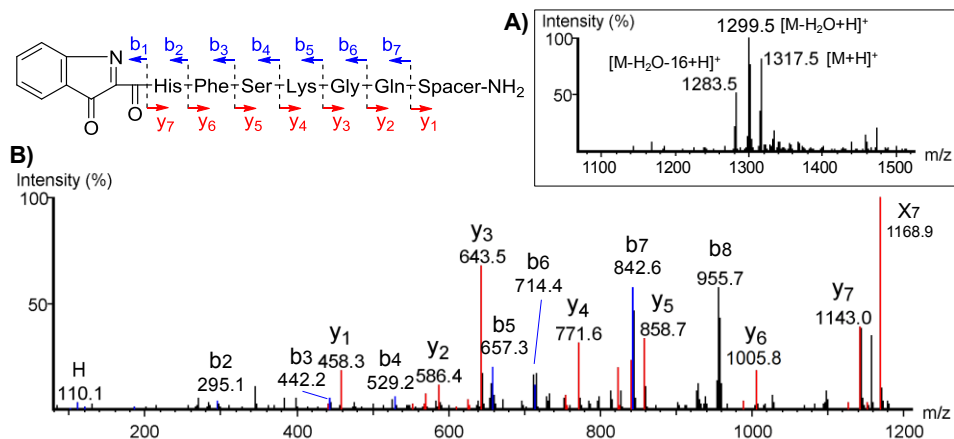 b1 b2 b3 b4 b5 b6 b7
N
His Phe Ser Lys Gly Gln Spacer-NH2
O O
y7 y6 y5 y4 y3 y2 y1
A)
Intensity (%)
1299.5 [M-H2O+H]+
[M-H2O-16+H]+
1283.5
1317.5 [M+H]+
100
50
1100 1200 1300 1400 1500 m/z
B)
Intensity (%)
100
50
H
110.1
b2
295.1
b3
442.2
y1
458.3
b4
529.2
y2
586.4
y3
643.5
b5
657.3
b6
714.4
y4
771.6
b7
842.6
y5
858.7
b8
955.7
y6
1005.8
y7
1143.0
X7
1168.9
200 400 600 800 1000 1200 m/z